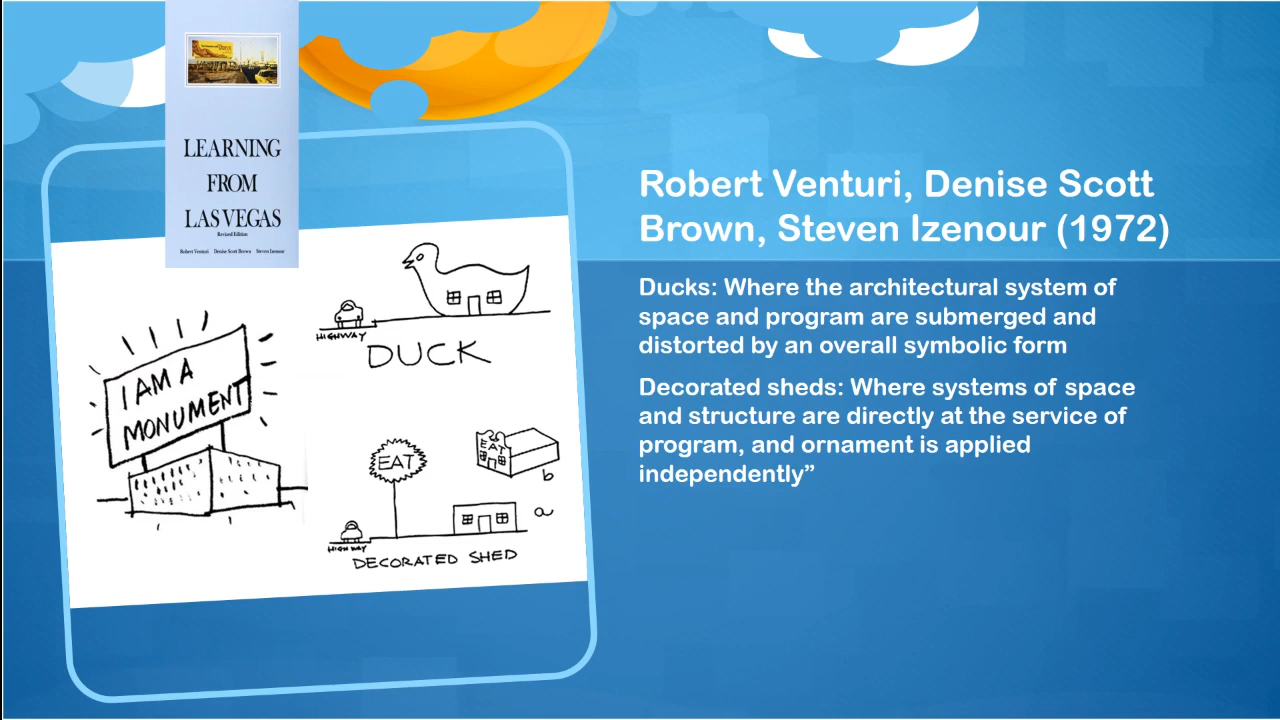 LEARNING
FROM
LAS VEGAS
Revised Edition
Robert Venturi Denise Scott Brown Steven Izenour
I AM A
MONUMENT
HIGHWAY
DUCK
EAT
EAT
b
a
HIGHWAY
DECORATED SHED
Robert Venturi, Denise Scott
Brown, Steven Izenour (1972)
Ducks: Where the architectural system of
space and program are submerged and
distorted by an overall symbolic form
Decorated sheds: Where systems of space
and structure are directly at the service of
program, and ornament is applied
independently”